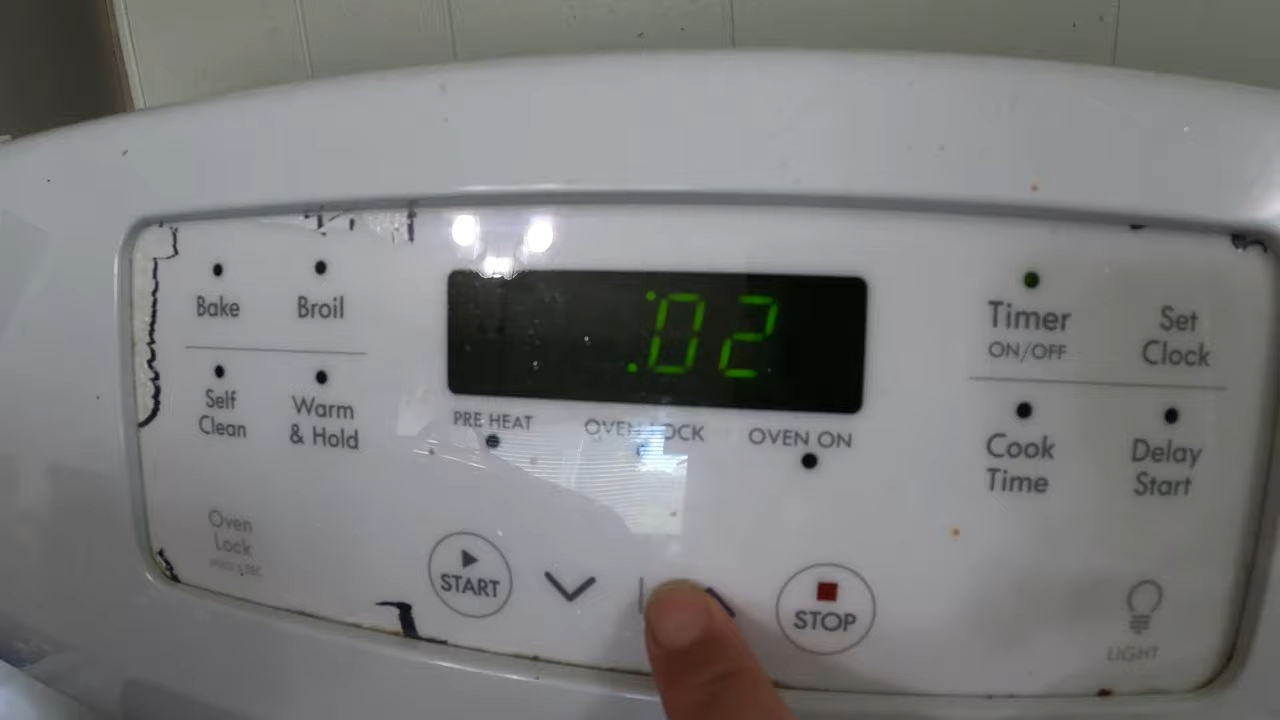 Bake
Broil
Self
Clean
Warm
& Hold
Oven
Lock
:02
PRE HEAT
OVEN LOCK
OVEN ON
START
STOP
Timer
ON/OFF
Set
Clock
Cook
Time
Delay
Start
LIGHT